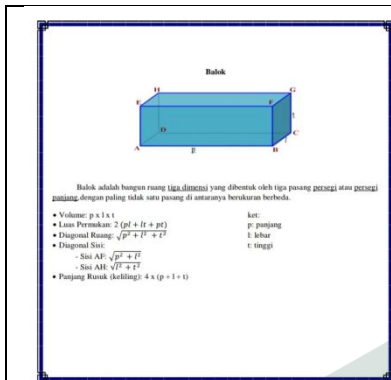 Balok
H
G
E
F
D
C
A
B
p
l
t
Balok adalah bangun ruang tiga dimensi yang dibentuk oleh tiga pasang persegi atau persegi
panjang,dengan paling tidak satu pasang di antaranya berukuran berbeda.
• Volume: p x l x t
ket:
• Luas Permukan: 2 (pl + lt + pt)
p: panjang
• Diagonal Ruang: √p² + l² + t²
l: lebar
• Diagonal Sisi:
t: tinggi
- Sisi AF: √p² + l²
- Sisi AH: √l² + t²
• Panjang Rusuk (keliling): 4 x (p + l + t)